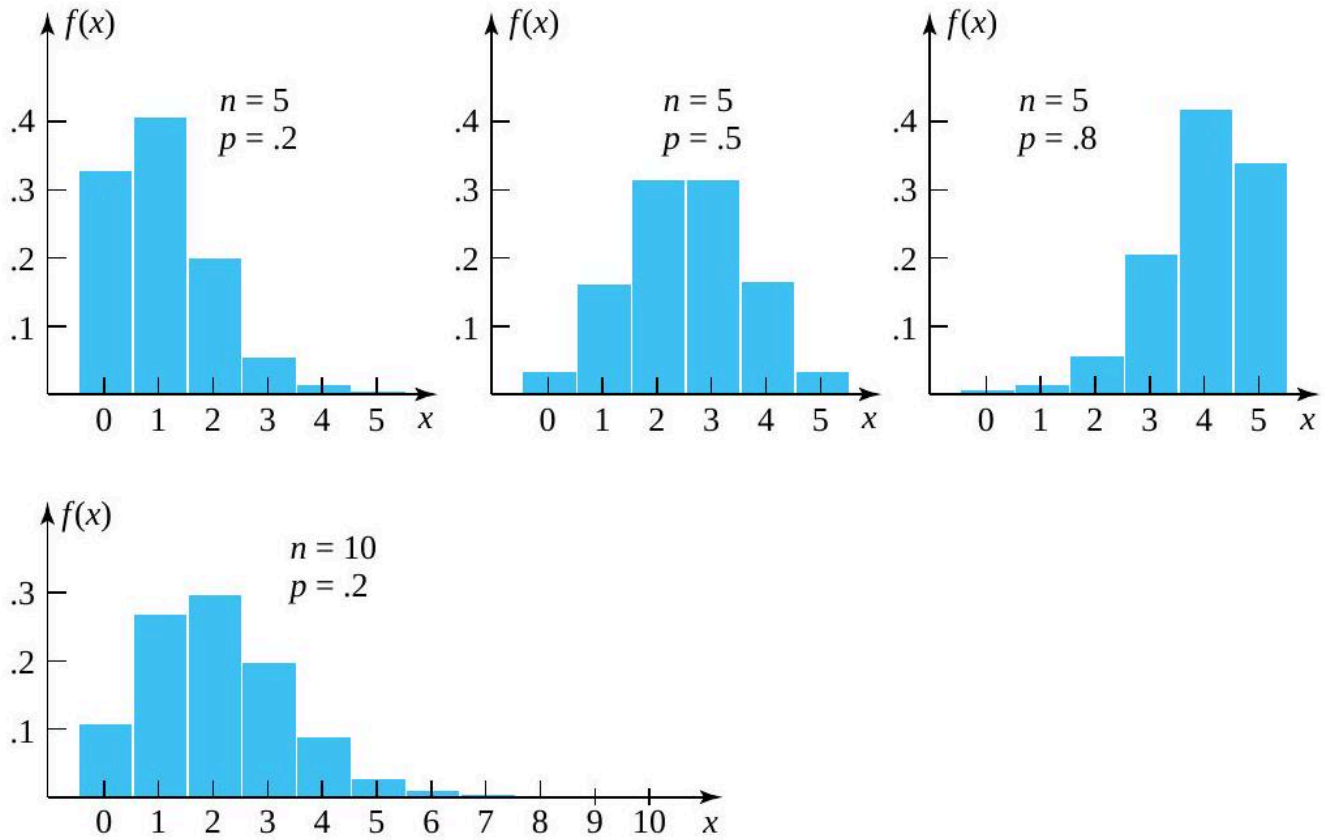 f(x)
n = 5
p = .2
.4
.3
.2
.1
0 1 2 3 4 5 x
f(x)
n = 5
p = .5
.4
.3
.2
.1
0 1 2 3 4 5 x
f(x)
n = 5
p = .8
.4
.3
.2
.1
0 1 2 3 4 5 x
f(x)
n = 10
p = .2
.3
.2
.1
0 1 2 3 4 5 6 7 8 9 10 x